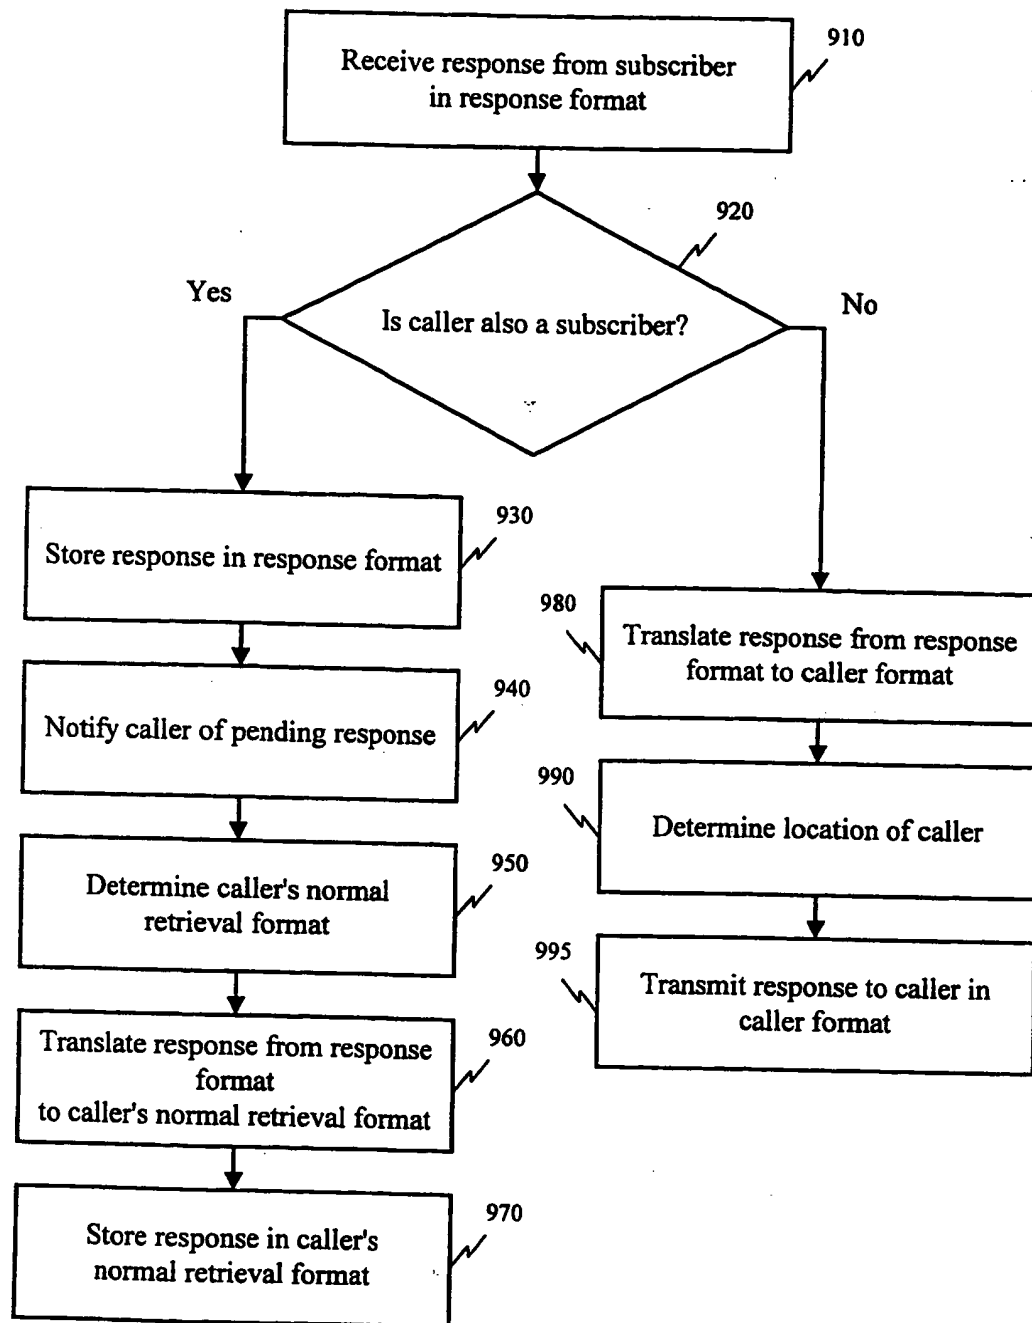 Receive response from subscriber
in response format
910
920
Yes
Is caller also a subscriber?
No
Store response in response format
930
Notify caller of pending response
940
Determine caller's normal
retrieval format
950
Translate response from response
format
to caller's normal retrieval format
960
Store response in caller's
normal retrieval format
970
980
Translate response from response
format to caller format
990
Determine location of caller
995
Transmit response to caller in
caller format